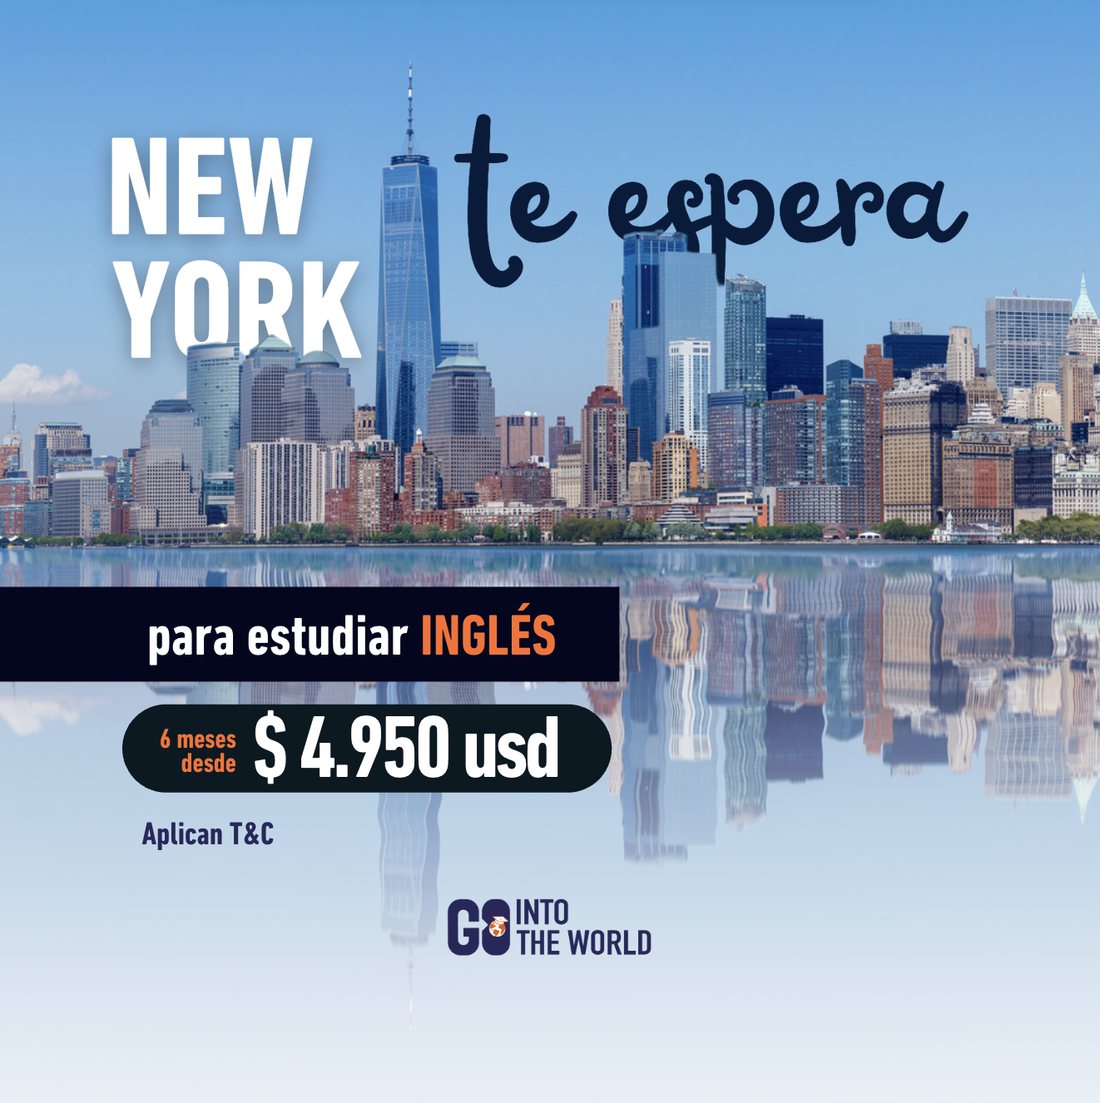 NEW
YORK
te espera
para estudiar INGLÉS
6 meses
desde
$ 4.950 usd
Aplican T&C
GO INTO
THE WORLD